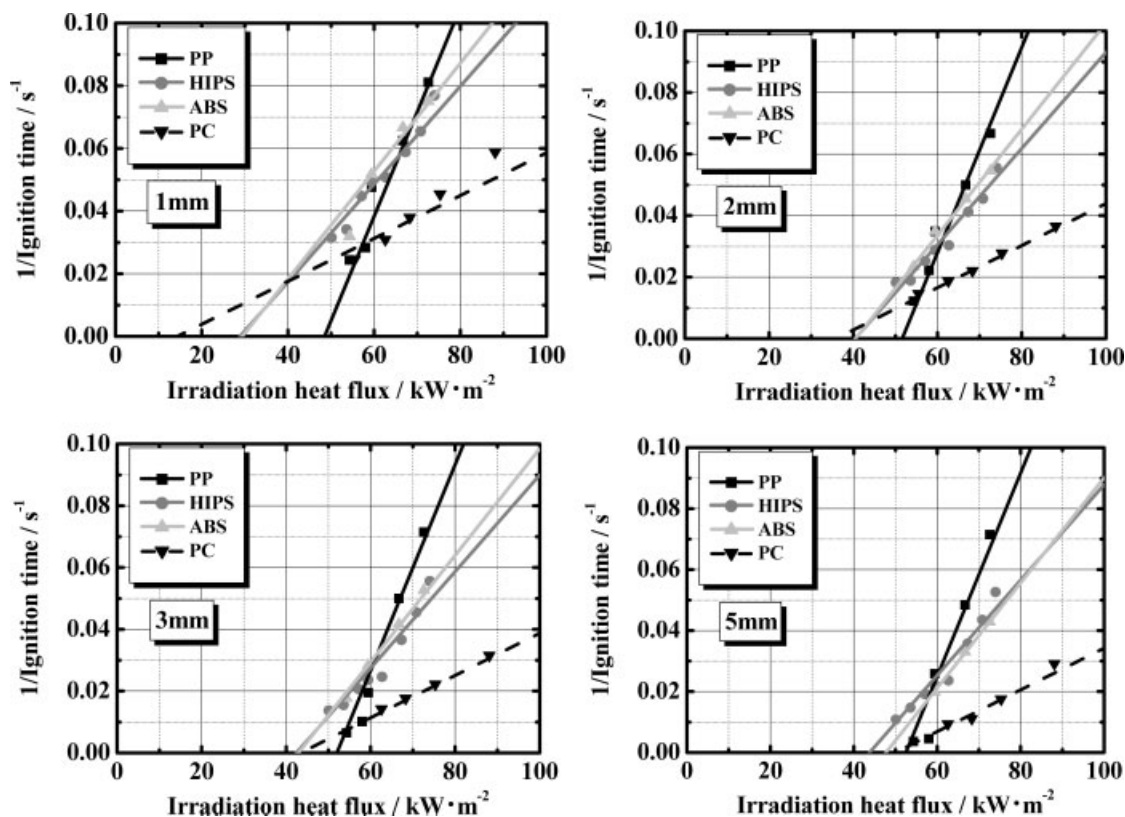 0.10
0.08
0.06
0.04
0.02
0.00
1/Ignition time / s⁻¹
PP
HIPS
ABS
PC
1mm
0 20 40 60 80 100
Irradiation heat flux / kW·m⁻²
0.10
0.08
0.06
0.04
0.02
0.00
1/Ignition time / s⁻¹
PP
HIPS
ABS
PC
2mm
0 20 40 60 80 100
Irradiation heat flux / kW·m⁻²
0.10
0.08
0.06
0.04
0.02
0.00
1/Ignition time / s⁻¹
PP
HIPS
ABS
PC
3mm
0 20 40 60 80 100
Irradiation heat flux / kW·m⁻²
0.10
0.08
0.06
0.04
0.02
0.00
1/Ignition time / s⁻¹
PP
HIPS
ABS
PC
5mm
0 20 40 60 80 100
Irradiation heat flux / kW·m⁻²